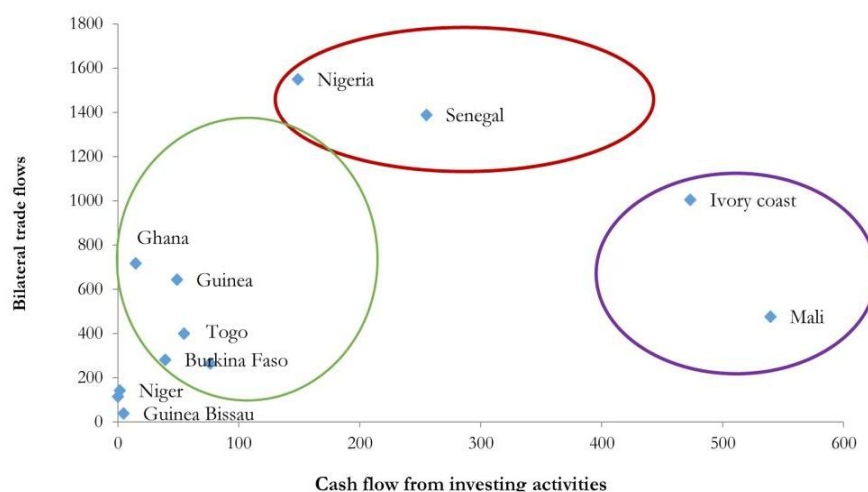 1800
1600
1400
1200
1000
800
600
400
200
0
Bilateral trade flows
Nigeria
Senegal
Ivory coast
Ghana
Guinea
Mali
Togo
Burkina Faso
Niger
Guinea Bissau
0 100 200 300 400 500 600
Cash flow from investing activities